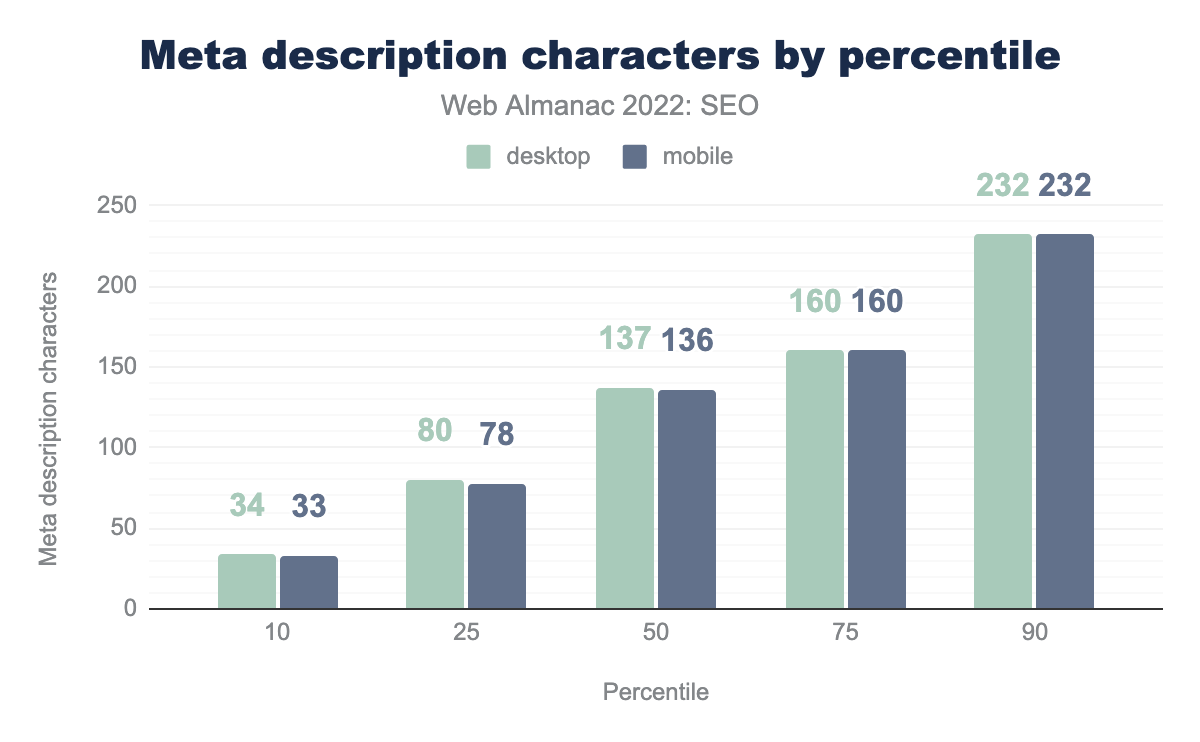 Meta description characters by percentile
Web Almanac 2022: SEO
desktop mobile
232 232
250
200
160 160
137 136
150
80 78
100
34 33
50
0
10 25 50 75 90
Meta description characters
Percentile